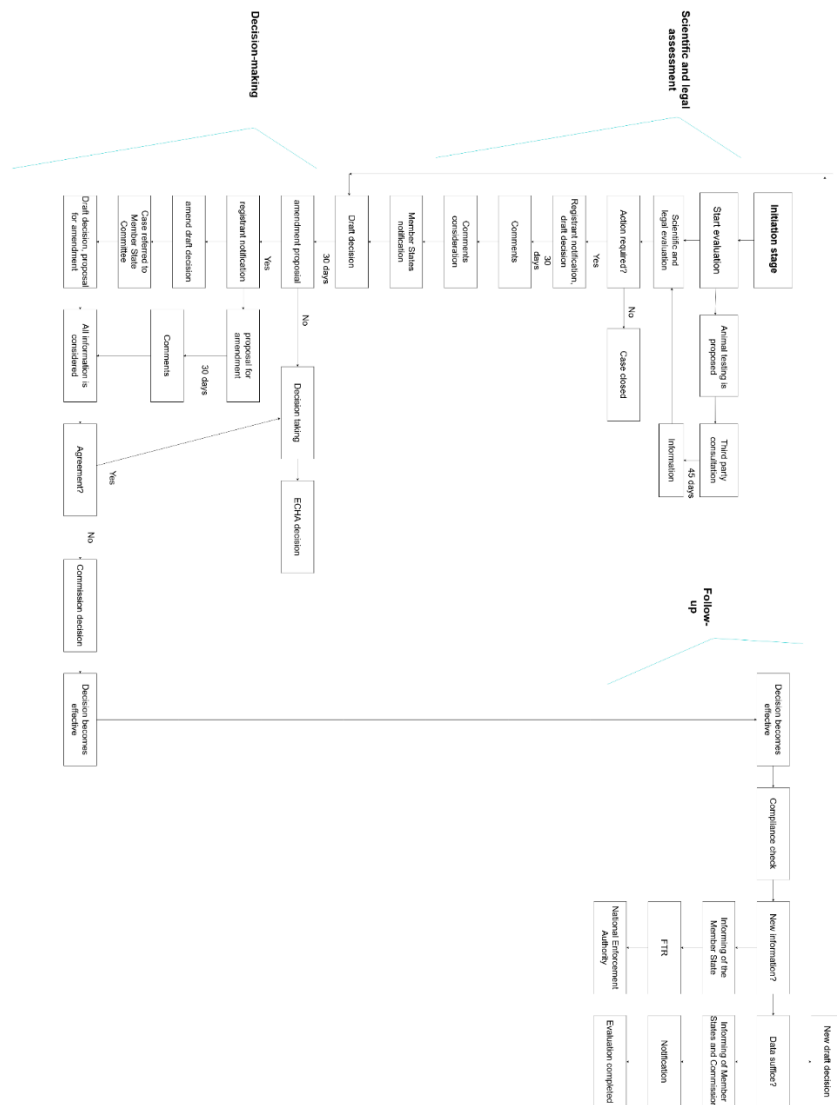 Scientific and legal
assessment
Initiation stage
Start evaluation
Animal testing is
proposed
Third party
consultation
45 days
Information
Scientific and
legal evaluation
Action required?
No
Case closed
Yes
Registrant notification,
draft decision
30
days
Comments
Comments
consideration
Member States
notification
Draft decision
30 days
Decision-making
amendment proposial
No
Decision taking
ECHA decision
Yes
registrant notification
proposal for
amendment
30 days
Comments
amend draft decision
Case referred to
Member State
Committee
Draft decision, proposal
for amendment
All information is
considered
Agreement?
Yes
No
Commission decision
Decision becomes
effective
Follow-
up
Decision becomes
effective
Compliance check
New information?
Informing of the
Member State
FTR
National Enforcement
Authority
New draft decision
Data suffice?
Informing of Member
States and Commission
Notification
Evaluation completed